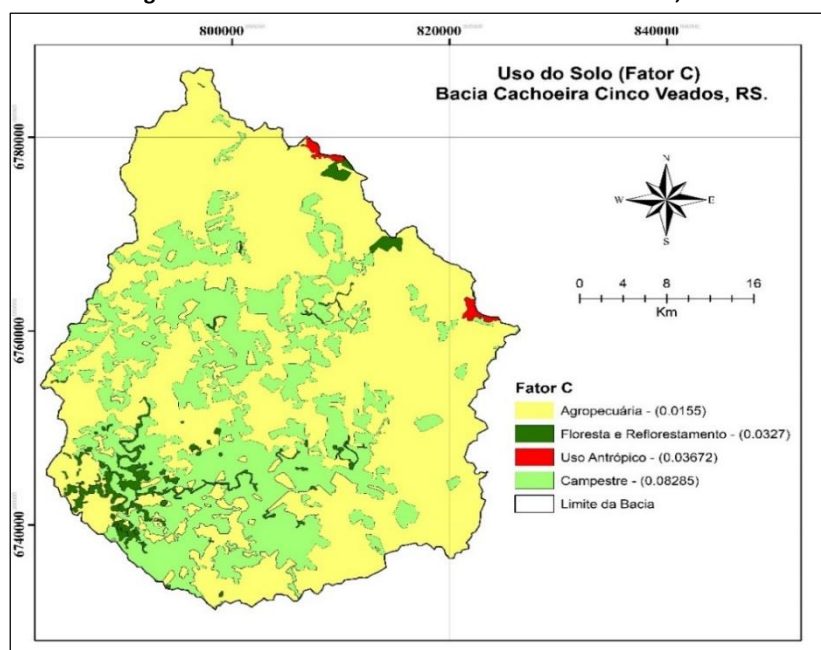 800000
820000
840000
Uso do Solo (Fator C)
Bacia Cachoeira Cinco Veados, RS.
6780000
6760000
6740000
N
W
E
S
0 4 8 12 16
Km
Fator C
Agropecuária - (0.0155)
Floresta e Reflorestamento - (0.0327)
Uso Antrópico - (0.03672)
Campestre - (0.08285)
Limite da Bacia